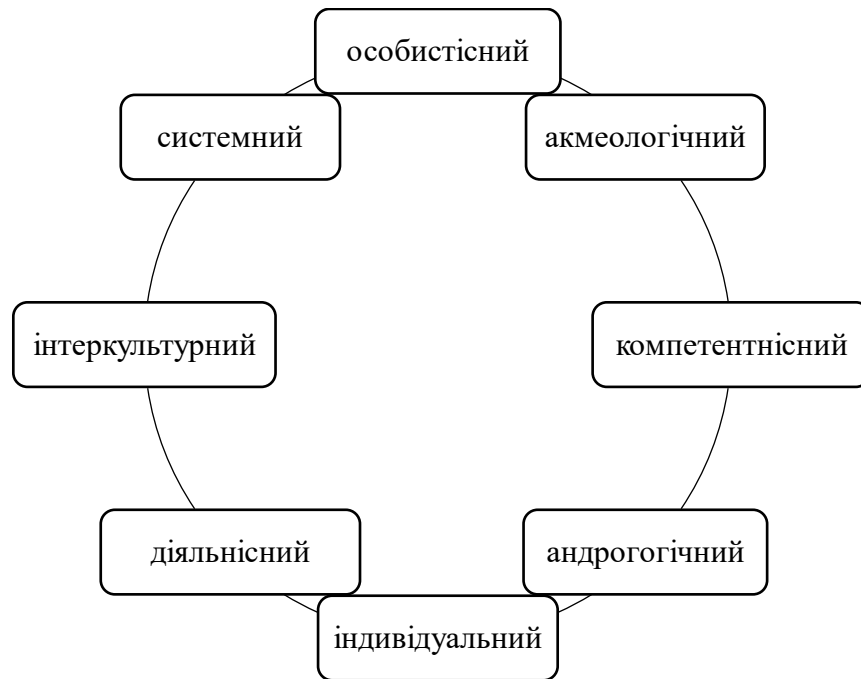 особистісний
системний
акмеологічний
інтеркультурний
компетентнісний
діяльнісний
андрогогічний
індивідуальний